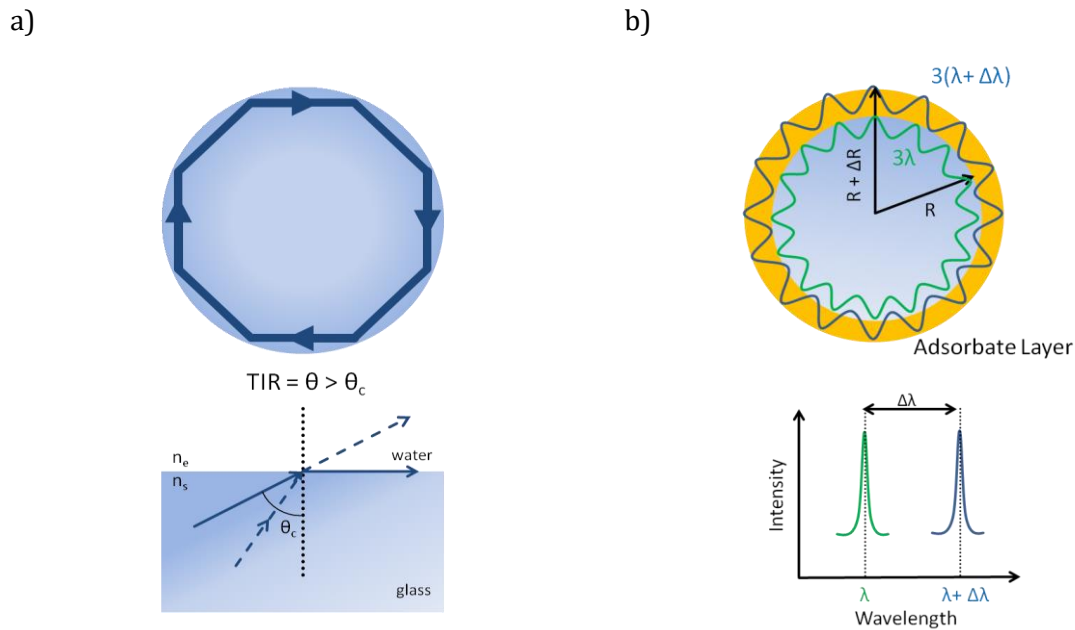 a)
TIR = θ > θc
ne
ns
water
θc
glass
b)
3(λ+ Δλ)
3λ
R + ΔR
R
Adsorbate Layer
Δλ
Intensity
λ
λ+ Δλ
Wavelength